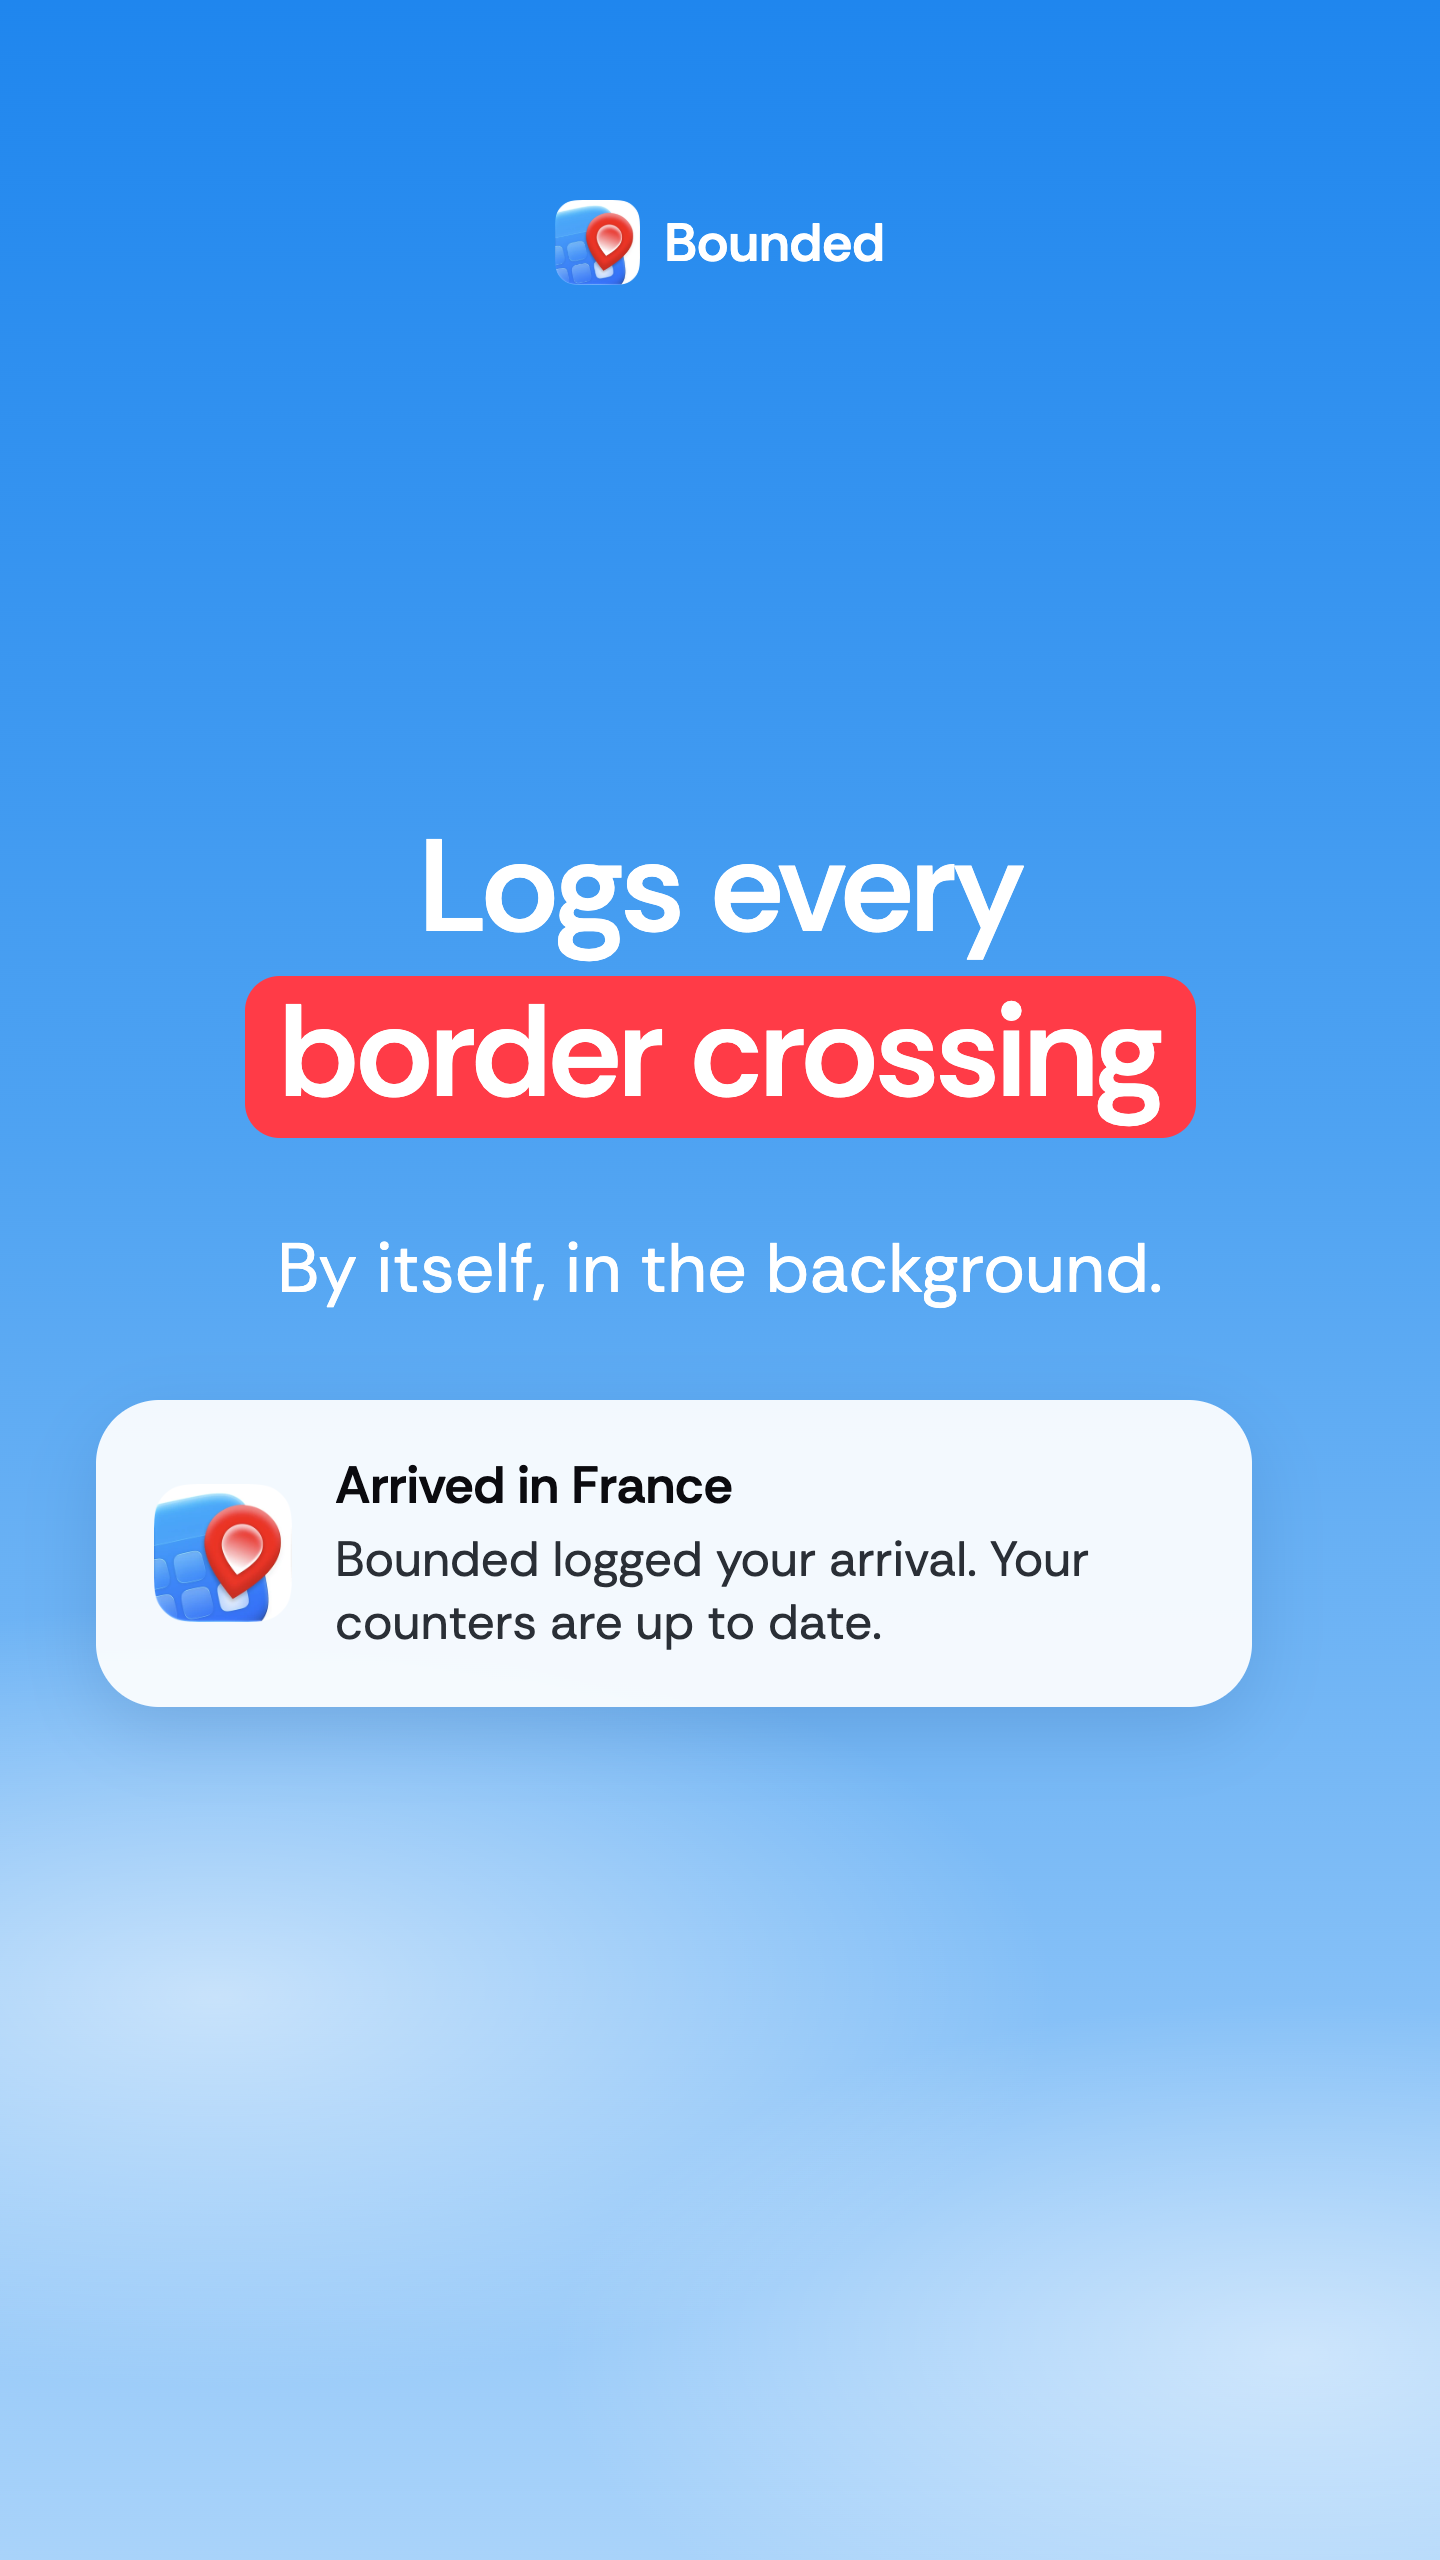 Bounded
Logs every
border crossing
By itself, in the background.
Arrived in France
Bounded logged your arrival. Your
counters are up to date.